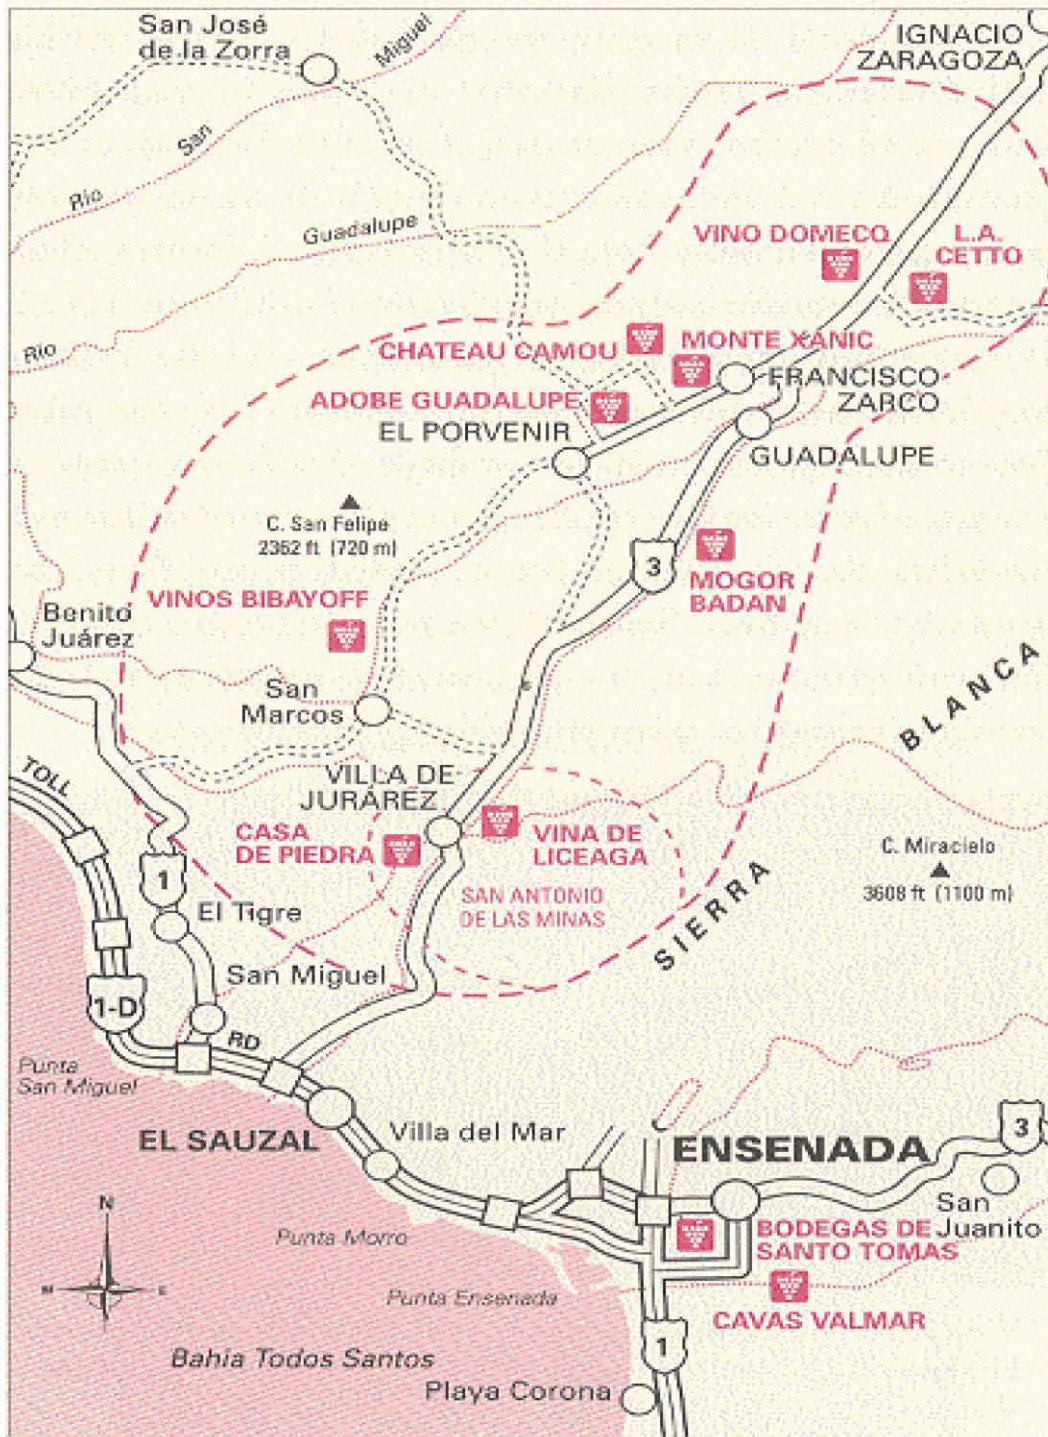 San José
de la Zorra
Miguel
San
Río
IGNACIO
ZARAGOZA
Guadalupe
Río
VINO DOMECQ
L.A.
CETTO
CHATEAU CAMOU
MONTE XANIC
FRANCISCO
ZARCO
ADOBE GUADALUPE
EL PORVENIR
GUADALUPE
C. San Felipe
2362 ft (720 m)
3
MOGOR
BADAN
VINOS BIBAYOFF
Benito
Juárez
San
Marcos
BLANCA
TOLL
VILLA DE
JURÁREZ
CASA
DE PIEDRA
VINA DE
LICEAGA
SAN ANTONIO
DE LAS MINAS
SIERRA
C. Miracielo
3608 ft (1100 m)
1
El Tigre
San Miguel
1-D
RD
Punta
San Miguel
EL SAUZAL
Villa del Mar
ENSENADA
3
San
Juanito
N
E
Punta Morro
BODEGAS DE
SANTO TOMAS
Punta Ensenada
CAVAS VALMAR
1
Bahia Todos Santos
Playa Corona